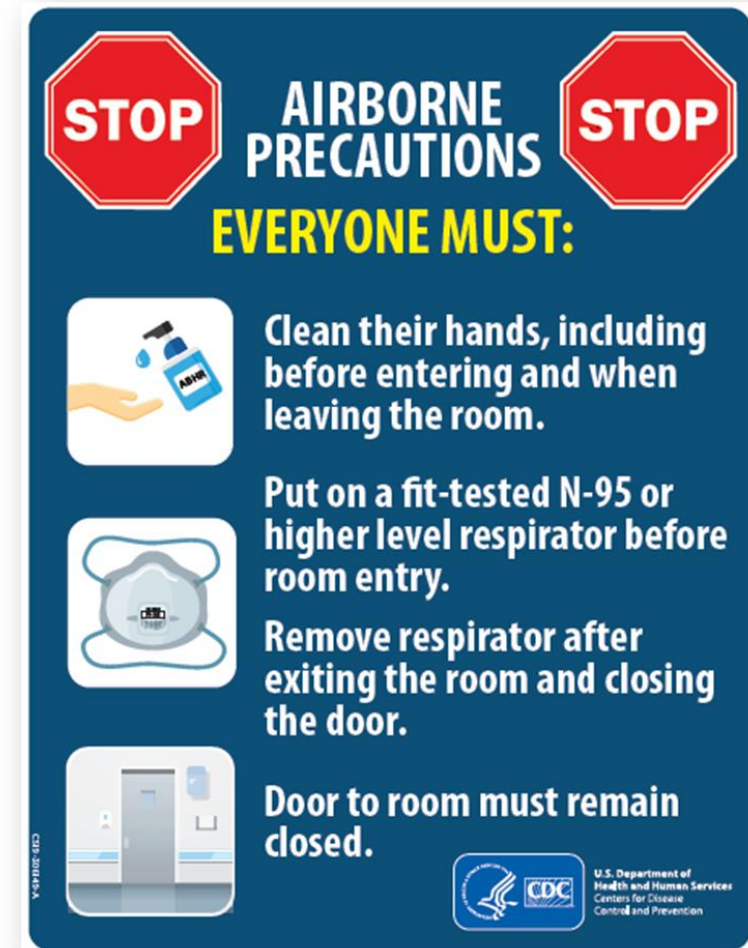 STOP
AIRBORNE
PRECAUTIONS
STOP
EVERYONE MUST:
ABHR
Clean their hands, including
before entering and when
leaving the room.
Put on a fit-tested N-95 or
higher level respirator before
room entry.
Remove respirator after
exiting the room and closing
the door.
Door to room must remain
closed.
CDC
U.S. Department of
Health and Human Services
Centers for Disease
Control and Prevention